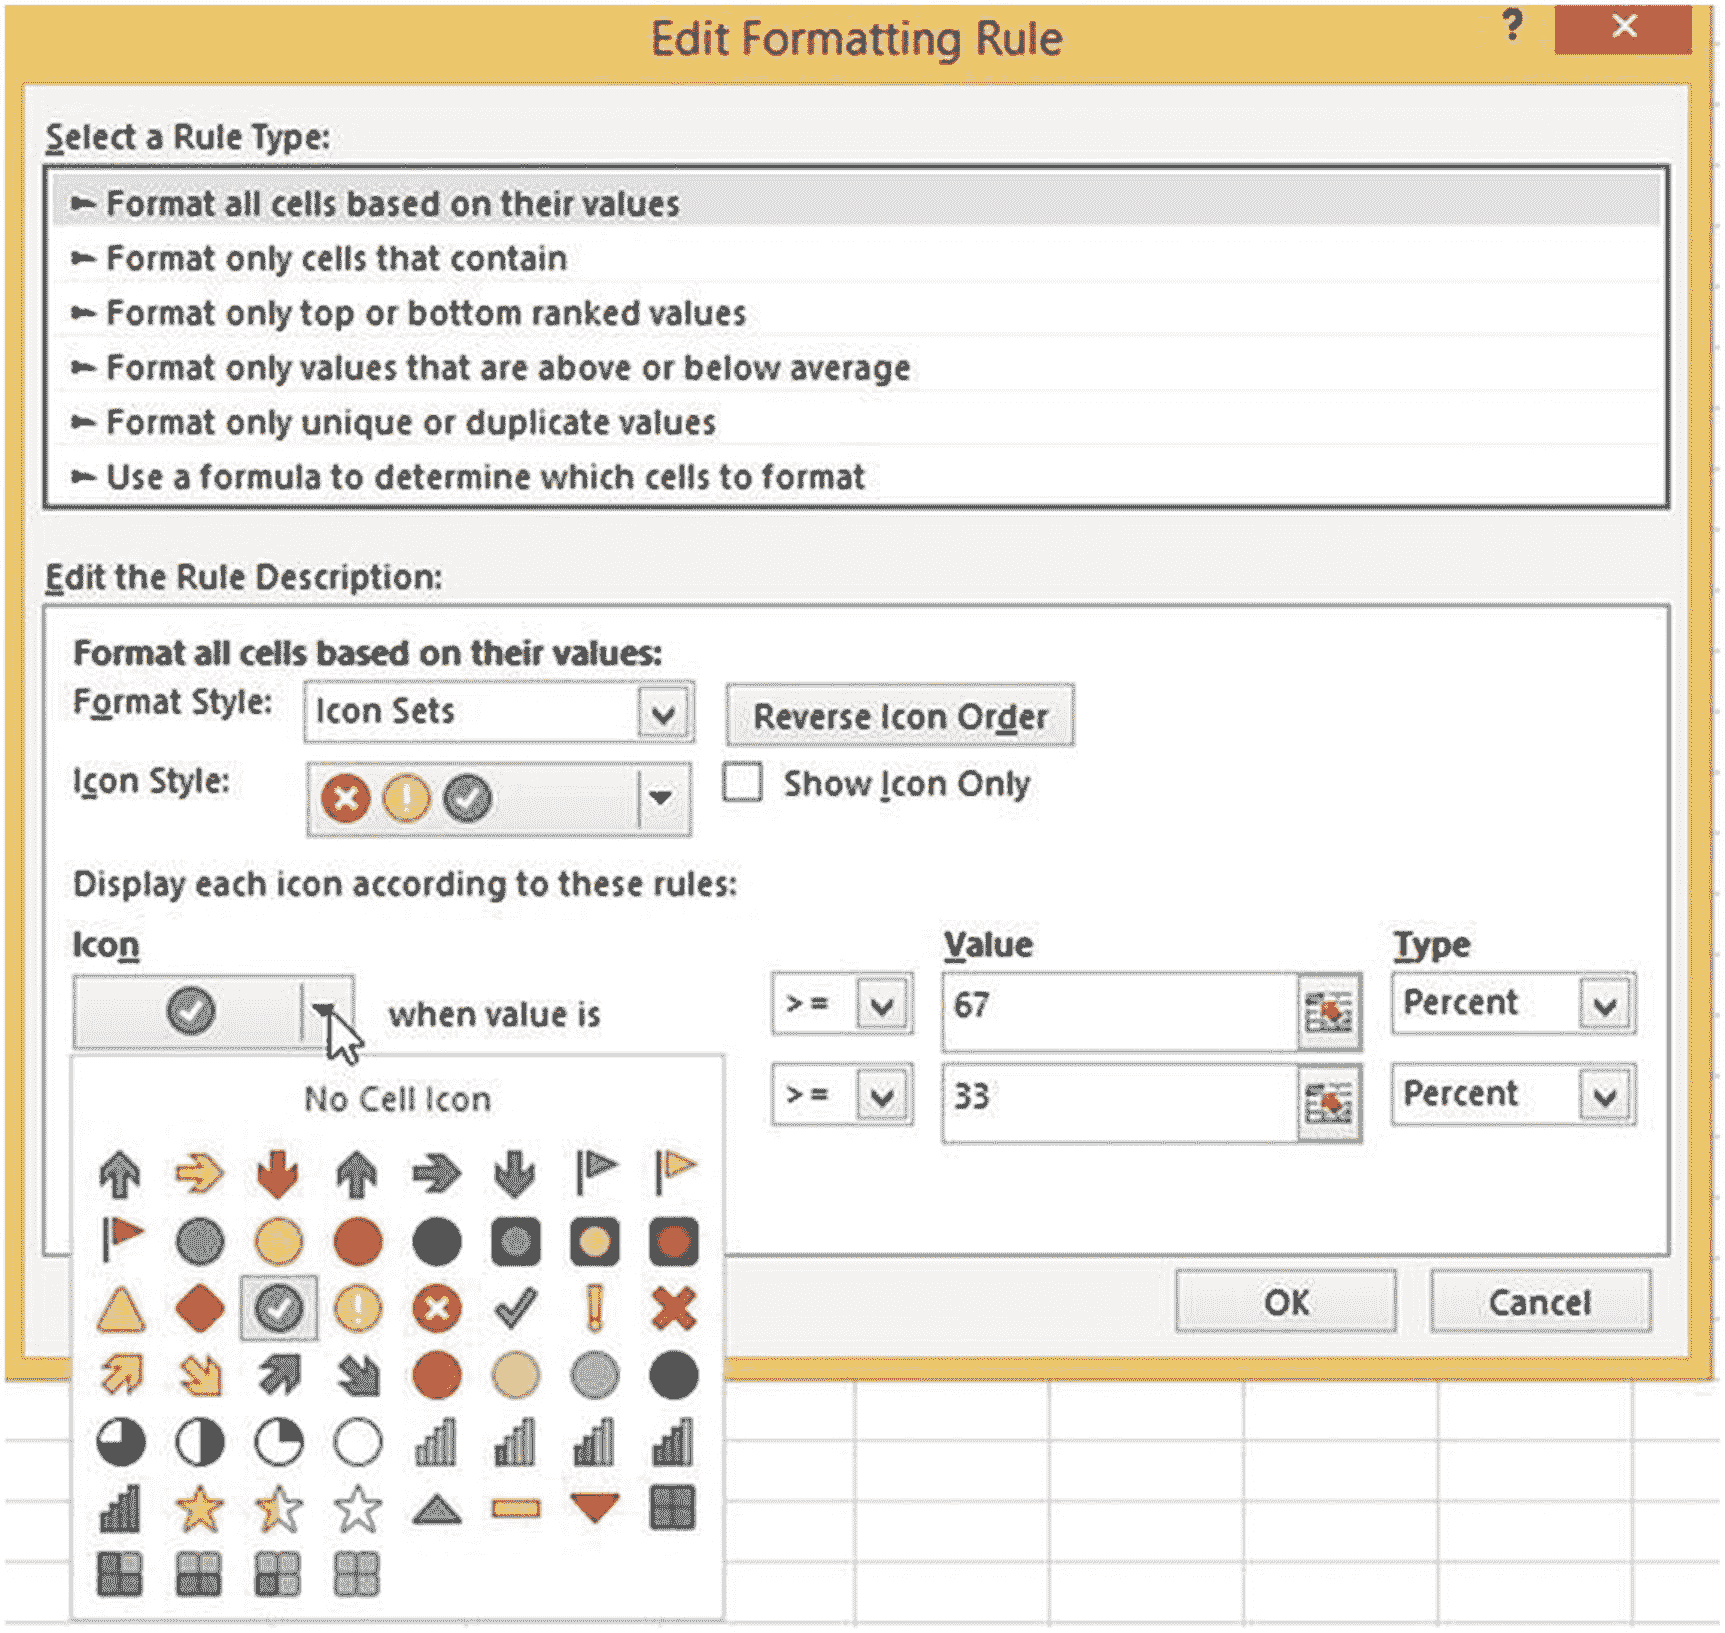 Edit Formatting Rule
?
Select a Rule Type:
► Format all cells based on their values
► Format only cells that contain
► Format only top or bottom ranked values
► Format only values that are above or below average
► Format only unique or duplicate values
► Use a formula to determine which cells to format
Edit the Rule Description:
Format all cells based on their values:
Format Style: Icon Sets Reverse Icon Order
Icon Style: Show Icon Only
Display each icon according to these rules:
Icon Value Type
when value is >= 67 Percent
>= 33 Percent
No Cell Icon
OK Cancel